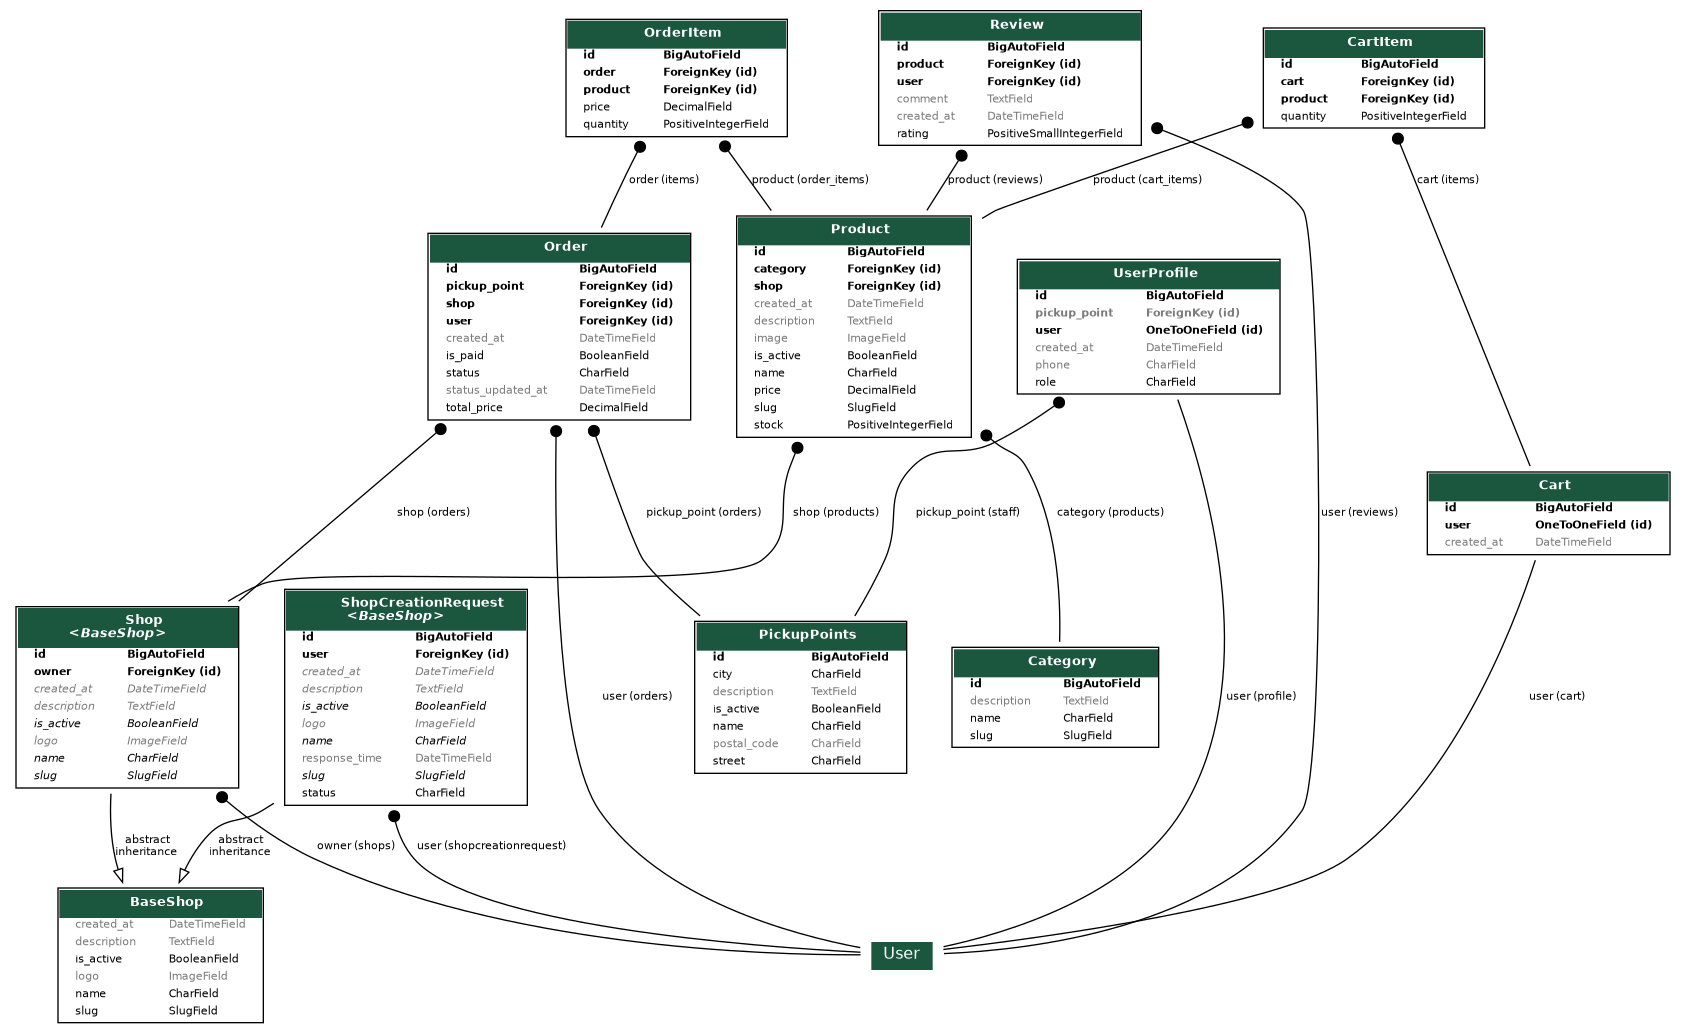 OrderItem
id BigAutoField
order ForeignKey (id)
product ForeignKey (id)
price DecimalField
quantity PositiveIntegerField
Review
id BigAutoField
product ForeignKey (id)
user ForeignKey (id)
comment TextField
created_at DateTimeField
rating PositiveSmallIntegerField
CartItem
id BigAutoField
cart ForeignKey (id)
product ForeignKey (id)
quantity PositiveIntegerField
order (items)
product (order_items)
product (reviews)
product (cart_items)
cart (items)
Order
id BigAutoField
pickup_point ForeignKey (id)
shop ForeignKey (id)
user ForeignKey (id)
created_at DateTimeField
is_paid BooleanField
status CharField
status_updated_at DateTimeField
total_price DecimalField
Product
id BigAutoField
category ForeignKey (id)
shop ForeignKey (id)
created_at DateTimeField
description TextField
image ImageField
is_active BooleanField
name CharField
price DecimalField
slug SlugField
stock PositiveIntegerField
UserProfile
id BigAutoField
pickup_point ForeignKey (id)
user OneToOneField (id)
created_at DateTimeField
phone CharField
role CharField
Cart
id BigAutoField
user OneToOneField (id)
created_at DateTimeField
shop (orders)
pickup_point (orders)
shop (products)
pickup_point (staff)
category (products)
user (reviews)
Shop
<BaseShop>
id BigAutoField
owner ForeignKey (id)
created_at DateTimeField
description TextField
is_active BooleanField
logo ImageField
name CharField
slug SlugField
ShopCreationRequest
<BaseShop>
id BigAutoField
user ForeignKey (id)
created_at DateTimeField
description TextField
is_active BooleanField
logo ImageField
name CharField
response_time DateTimeField
slug SlugField
status CharField
PickupPoints
id BigAutoField
city CharField
description TextField
is_active BooleanField
name CharField
postal_code CharField
street CharField
Category
id BigAutoField
description TextField
name CharField
slug SlugField
user (orders)
user (profile)
user (cart)
abstract
inheritance
abstract
inheritance
owner (shops)
user (shopcreationrequest)
BaseShop
created_at DateTimeField
description TextField
is_active BooleanField
logo ImageField
name CharField
slug SlugField
User